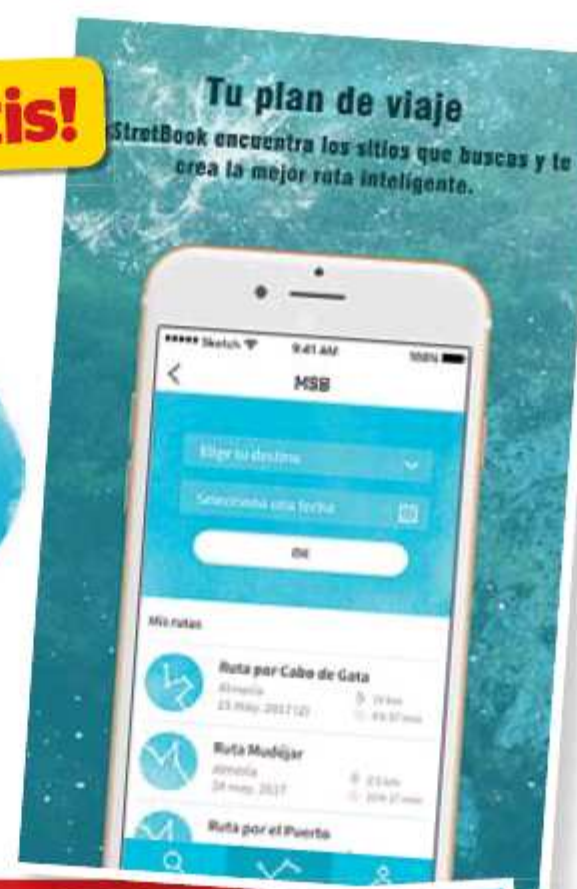 tis!
Tu plan de viaje
StretBook encuentra los sitios que buscas y te
crea la mejor ruta inteligente.
Sketch 9:41 AM 100%
MSB
Elige tu destino
Selecciona una fecha
OK
Mis rutas
Ruta por Cabo de Gata
Almería
Ruta Mudéjar
Almería
Ruta por el Puerto